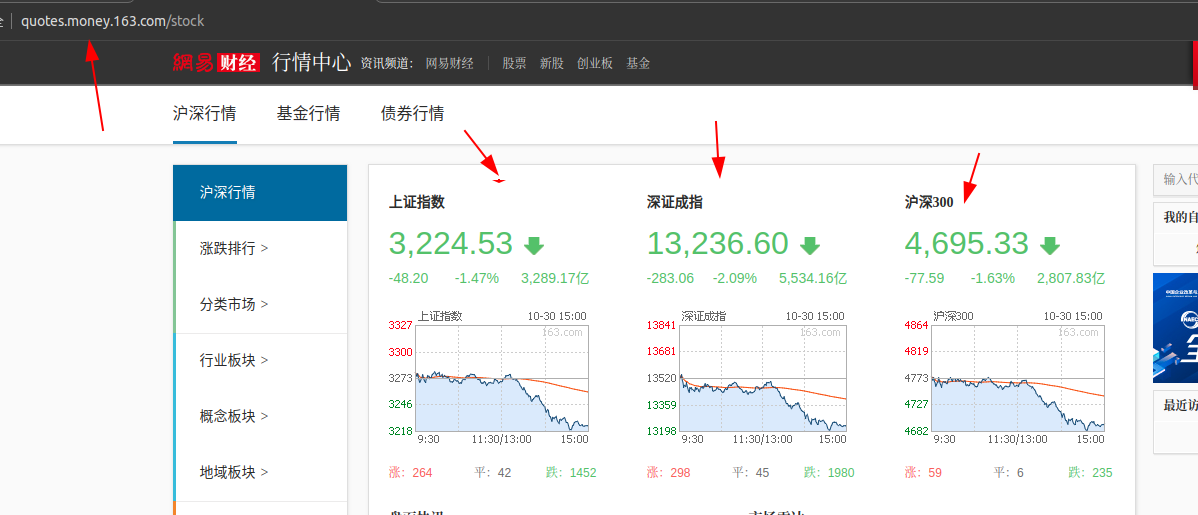 全 quotes.money.163.com/stock
網易 财经 行情中心 资讯频道： 网易财经 | 股票 新股 创业板 基金
沪深行情 基金行情 债券行情
沪深行情
涨跌排行 >
分类市场 >
行业板块 >
概念板块 >
地域板块 >
上证指数
3,224.53
-48.20 -1.47% 3,289.17亿
上证指数 10-30 15:00
163.com
3327
3300
3273
3246
3218
9:30 11:30/13:00 15:00
涨：264 平：42 跌：1452
深证成指
13,236.60
-283.06 -2.09% 5,534.16亿
深证成指 10-30 15:00
163.com
13841
13681
13520
13359
13198
9:30 11:30/13:00 15:00
涨：298 平：45 跌：1980
沪深300
4,695.33
-77.59 -1.63% 2,807.83亿
沪深300 10-30 15:00
163.com
4864
4819
4773
4727
4682
9:30 11:30/13:00 15:00
涨：59 平：6 跌：235
输入代
我的自
最近访